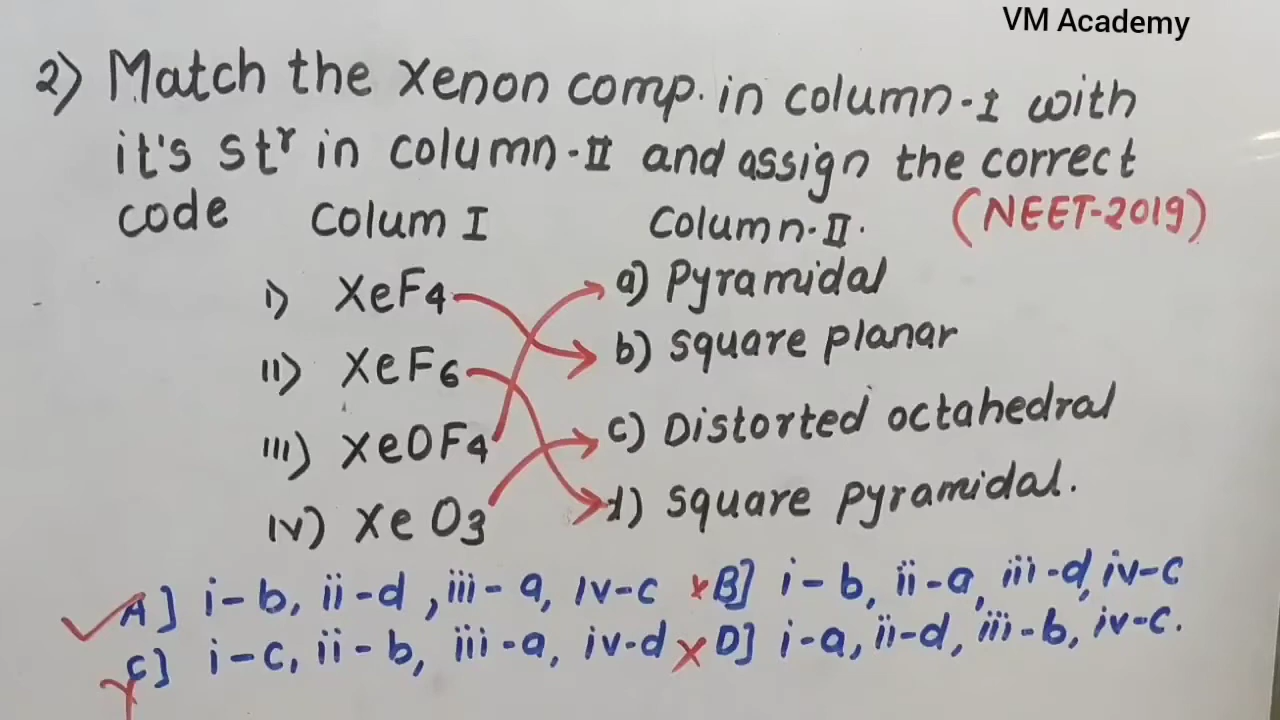 VM Academy
2) Match the Xenon comp. in column-I with
it's stʳ in column-II and assign the correct
code Colum I Column-II. (NEET-2019)
i) XeF4 a) Pyramidal
ii) XeF6 b) Square planar
iii) XeOF4 c) Distorted octahedral
iv) XeO3 d) Square pyramidal.
A] i-b, ii-d, iii-a, iv-c B] i-b, ii-a, iii-d, iv-c
C] i-c, ii-b, iii-a, iv-d D] i-a, ii-d, iii-b, iv-c.